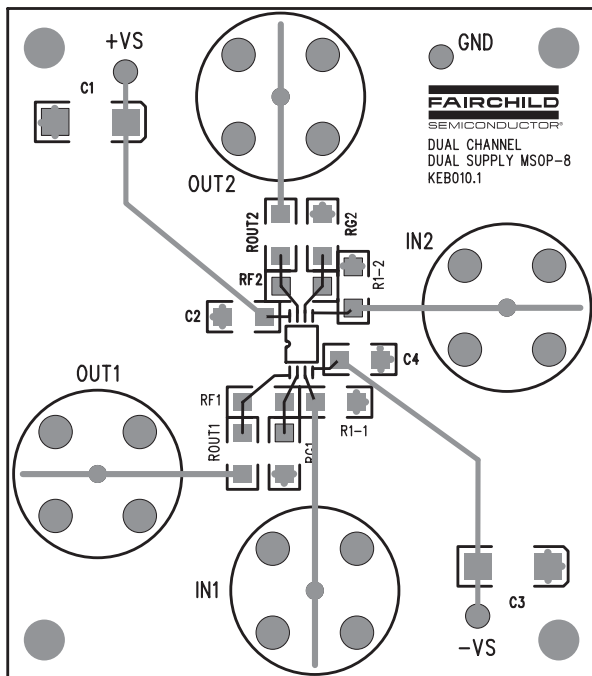 +VS
C1
GND
FAIRCHILD
SEMICONDUCTOR®
DUAL CHANNEL
DUAL SUPPLY MSOP-8
KEB010.1
OUT2
ROUT2
RG2
IN2
RF2
R1-2
C2
C4
OUT1
RF1
ROUT1
RG1
R1-1
IN1
C3
-VS